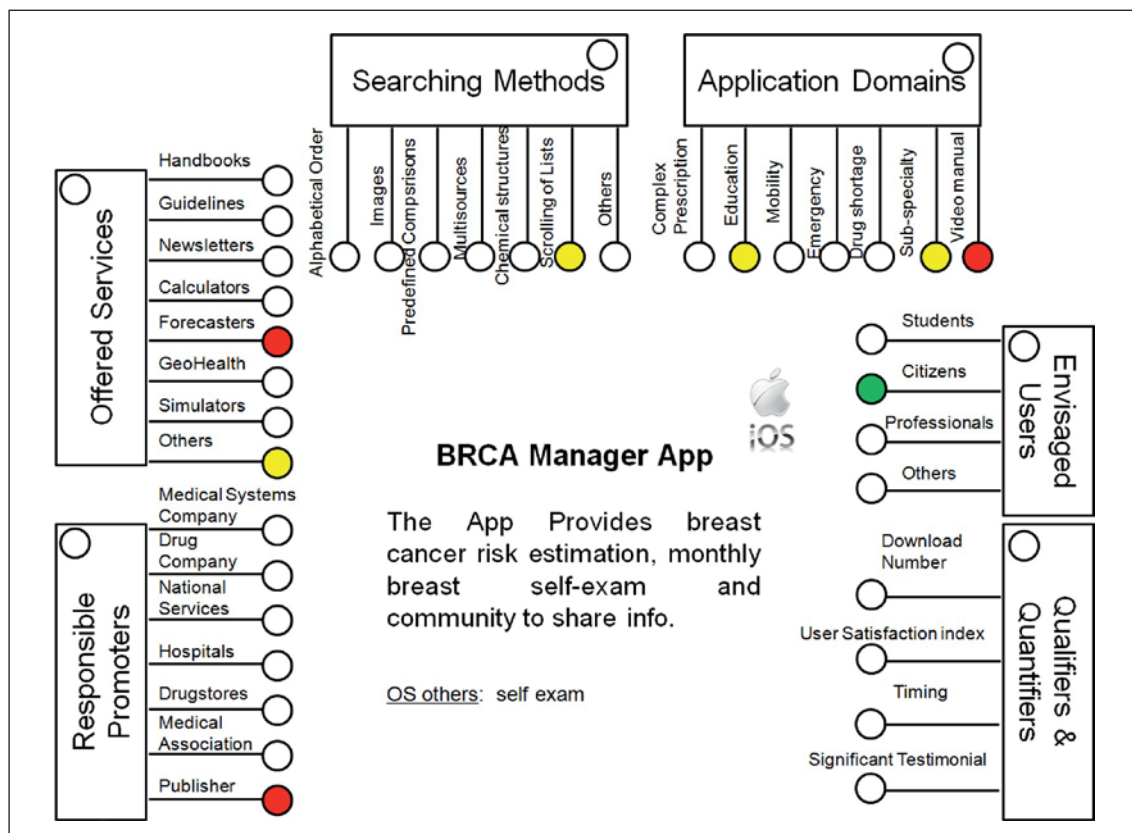 Searching Methods
Application Domains
Alphabetical Order
Images
Predefined Compsrisons
Multisources
Chemical structures
Scrolling of Lists
Others
Complex
Prescription
Education
Mobility
Emergency
Drug shortage
Sub-specialty
Video manual
Offered Services
Handbooks
Guidelines
Newsletters
Calculators
Forecasters
GeoHealth
Simulators
Others
Responsible
Promoters
Medical Systems
Company
Drug
Company
National
Services
Hospitals
Drugstores
Medical
Association
Publisher
iOS
BRCA Manager App
The App Provides breast
cancer risk estimation, monthly
breast self-exam and
community to share info.
OS others: self exam
Envisaged
Users
Students
Citizens
Professionals
Others
Qualifiers &
Quantifiers
Download
Number
User Satisfaction index
Timing
Significant Testimonial